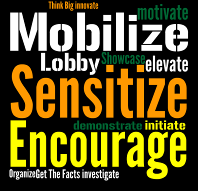 Think Big innovate
motivate
Mobilize
Lobby Showcase elevate
Sensitize
demonstrate initiate
Encourage
Organize Get The Facts investigate